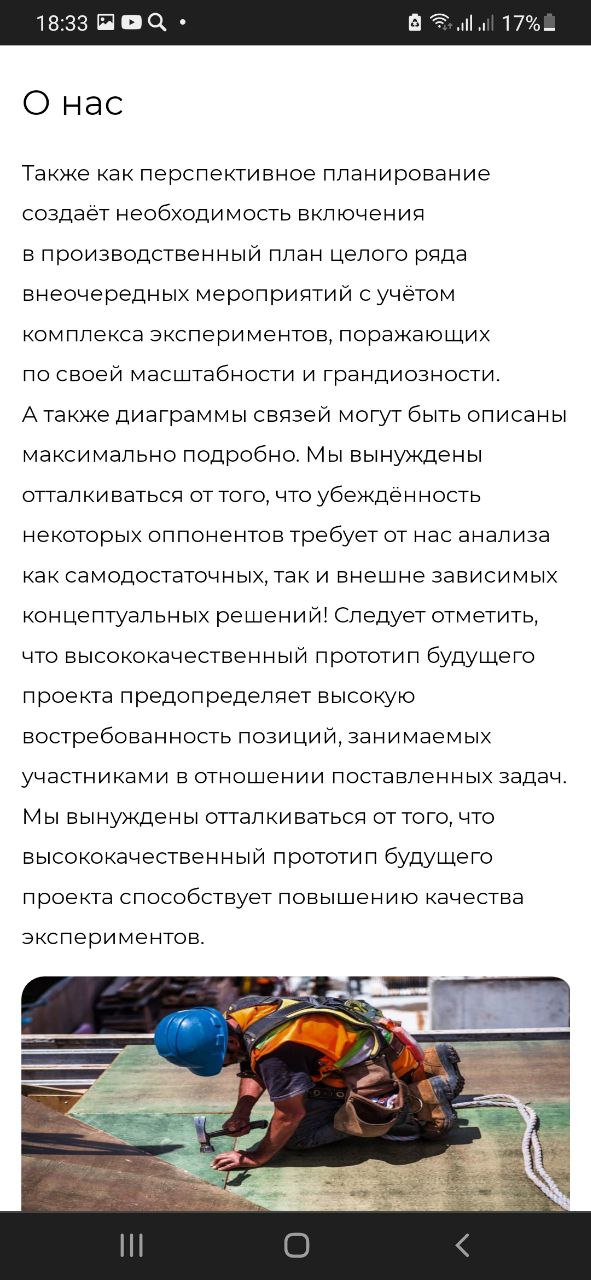 18:33
17%
О нас
Также как перспективное планирование
создаёт необходимость включения
в производственный план целого ряда
внеочередных мероприятий с учётом
комплекса экспериментов, поражающих
по своей масштабности и грандиозности.
А также диаграммы связей могут быть описаны
максимально подробно. Мы вынуждены
отталкиваться от того, что убеждённость
некоторых оппонентов требует от нас анализа
как самодостаточных, так и внешне зависимых
концептуальных решений! Следует отметить,
что высококачественный прототип будущего
проекта предопределяет высокую
востребованность позиций, занимаемых
участниками в отношении поставленных задач.
Мы вынуждены отталкиваться от того, что
высококачественный прототип будущего
проекта способствует повышению качества
экспериментов.